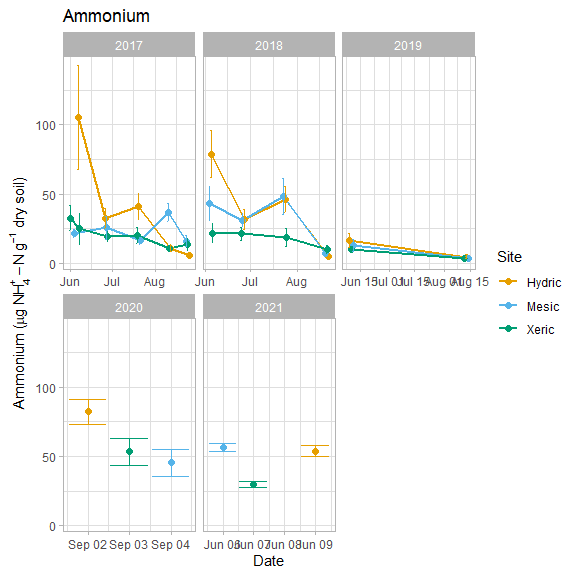 Ammonium
2017 2018 2019
100
50
0
Jun Jul Aug Jun Jul Aug Jun 15 Jul 01 Jul 15 Aug 01 Aug 15
2020 2021
100
50
0
Sep 02 Sep 03 Sep 04 Jun 06 Jun 07 Jun 08 Jun 09
Date
Ammonium (μg NH₄⁺ − N g⁻¹ dry soil)
Site
Hydric
Mesic
Xeric